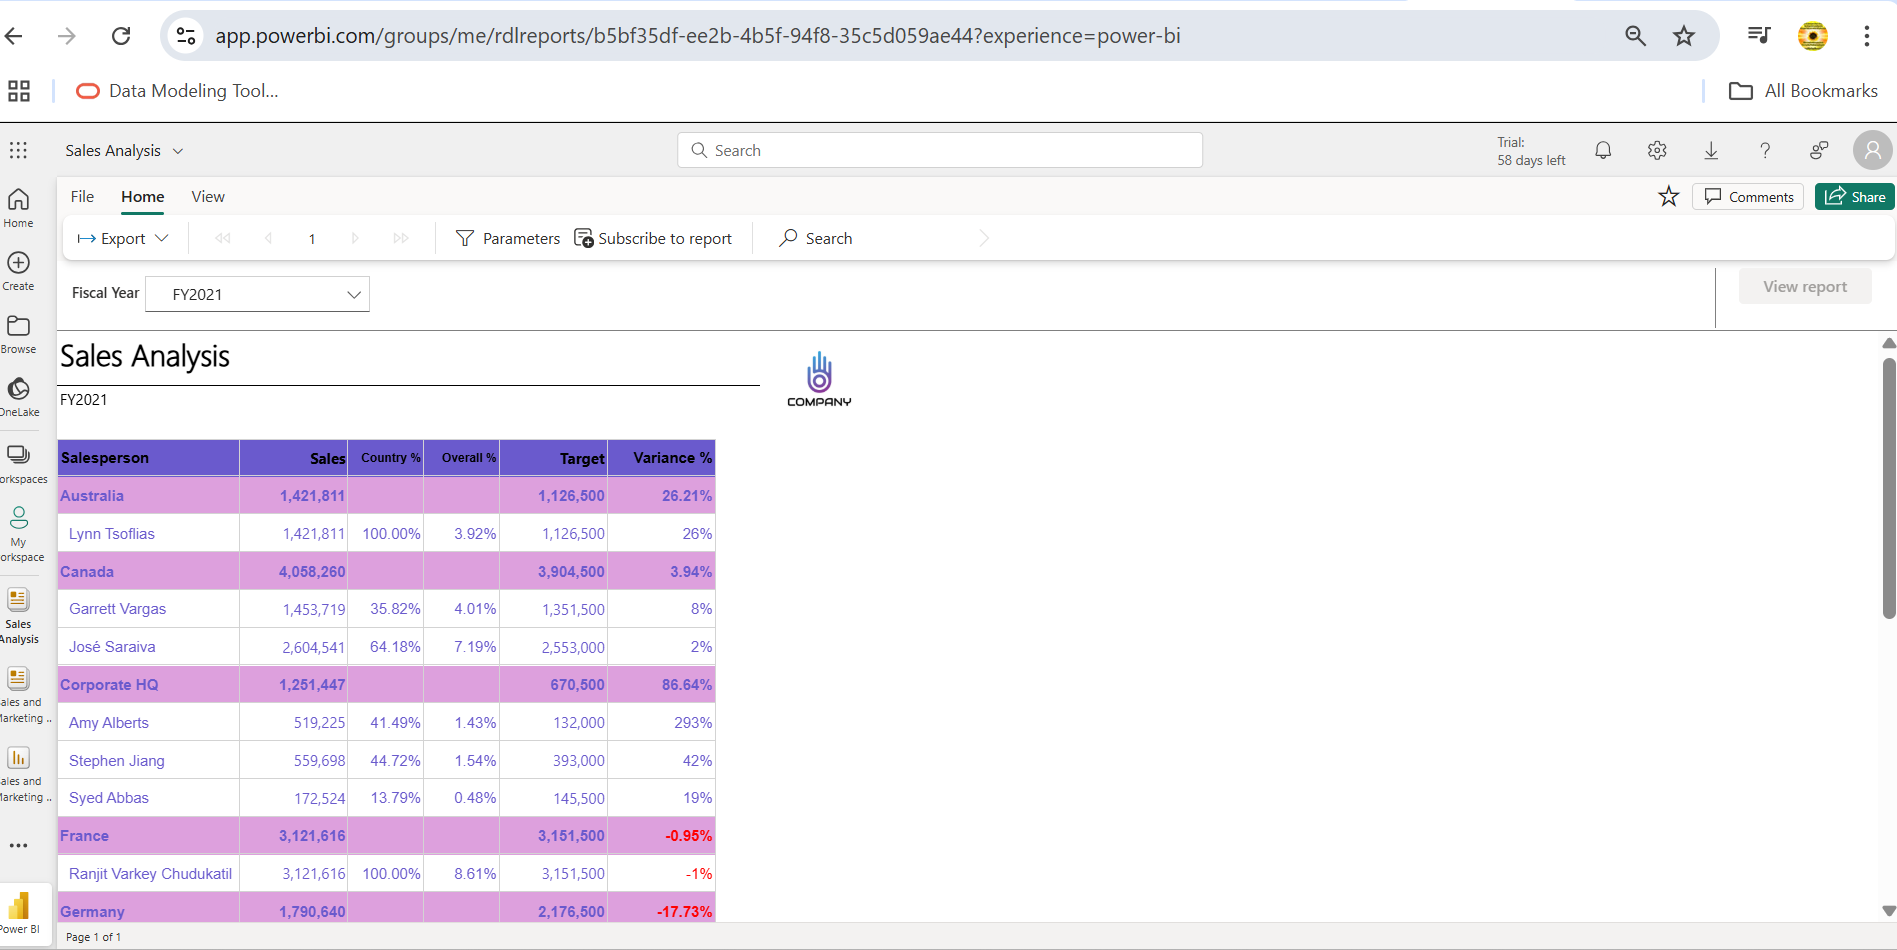 app.powerbi.com/groups/me/rdlreports/b5bf35df-ee2b-4b5f-94f8-35c5d059ae44?experience=power-bi
Data Modeling Tool...
All Bookmarks
Sales Analysis
Search
Trial:
58 days left
File Home View
Comments
Share
Export 1 Parameters Subscribe to report Search
Home
Create
Browse
OneLake
orkspaces
My
orkspace
Sales
Analysis
ales and
Marketing ..
ales and
Marketing ..
Power BI
Fiscal Year FY2021
View report
Sales Analysis
FY2021
COMPANY
Salesperson Sales Country % Overall % Target Variance %
Australia 1,421,811 1,126,500 26.21%
Lynn Tsoflias 1,421,811 100.00% 3.92% 1,126,500 26%
Canada 4,058,260 3,904,500 3.94%
Garrett Vargas 1,453,719 35.82% 4.01% 1,351,500 8%
José Saraiva 2,604,541 64.18% 7.19% 2,553,000 2%
Corporate HQ 1,251,447 670,500 86.64%
Amy Alberts 519,225 41.49% 1.43% 132,000 293%
Stephen Jiang 559,698 44.72% 1.54% 393,000 42%
Syed Abbas 172,524 13.79% 0.48% 145,500 19%
France 3,121,616 3,151,500 -0.95%
Ranjit Varkey Chudukatil 3,121,616 100.00% 8.61% 3,151,500 -1%
Germany 1,790,640 2,176,500 -17.73%
Page 1 of 1